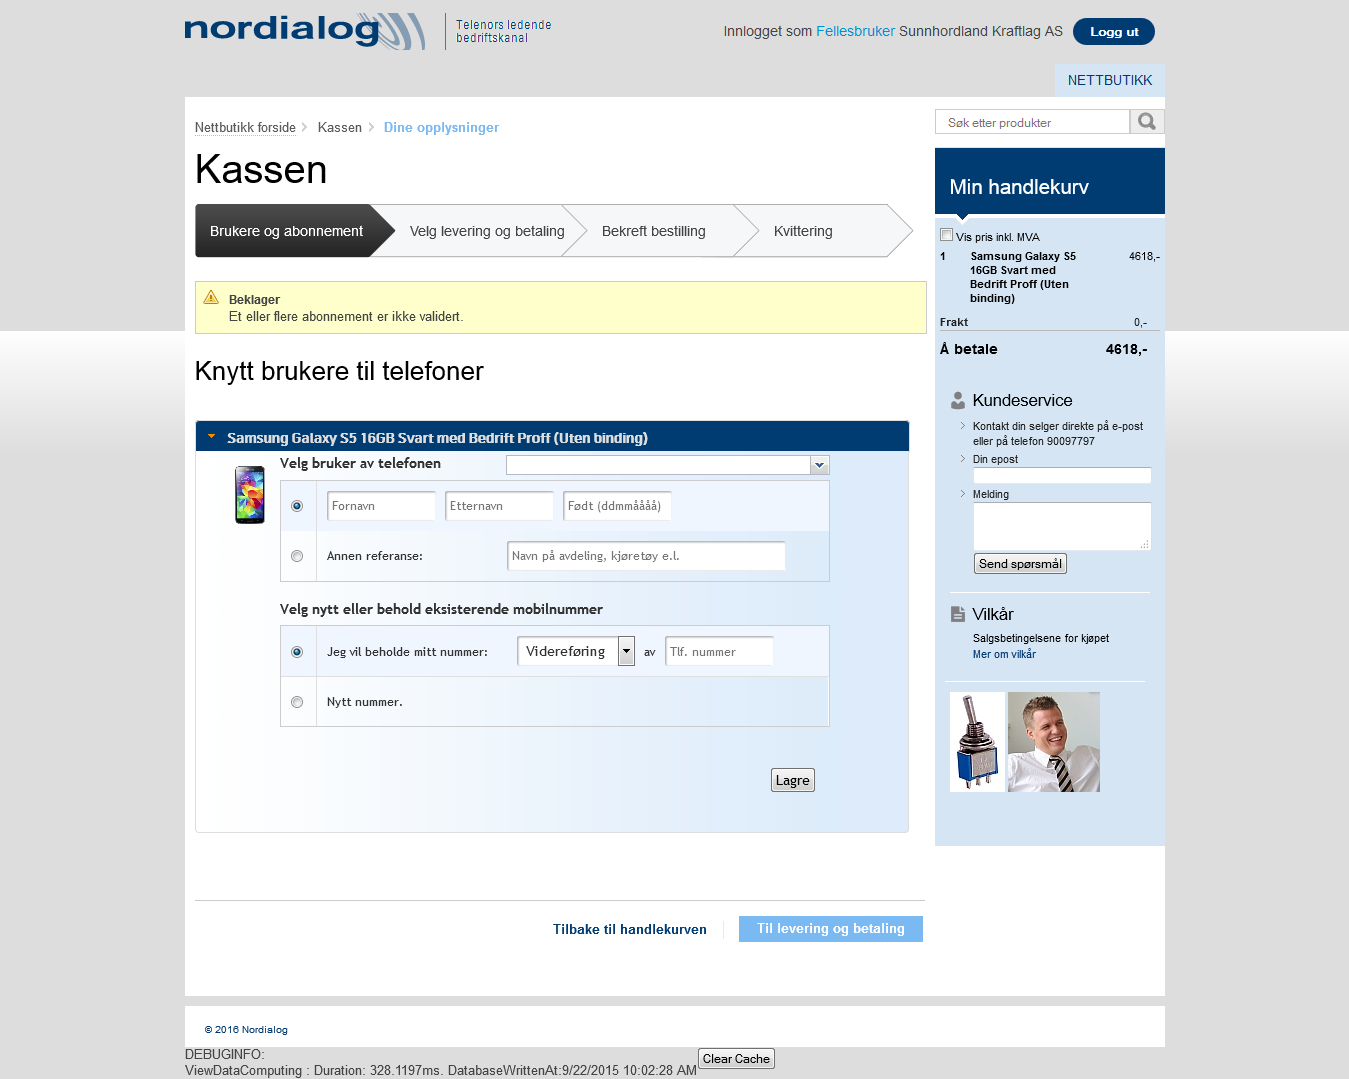 nordialog
Telenors ledende
bedriftskanal
Innlogget som Fellesbruker Sunnhordland Kraftlag AS
Logg ut
NETTBUTIKK
Nettbutikk forside
Kassen
Dine opplysninger
Søk etter produkter
Kassen
Brukere og abonnement
Velg levering og betaling
Bekreft bestilling
Kvittering
Beklager
Et eller flere abonnement er ikke validert.
Knytt brukere til telefoner
Samsung Galaxy S5 16GB Svart med Bedrift Proff (Uten binding)
Velg bruker av telefonen
Fornavn
Etternavn
Født (ddmmåååå)
Annen referanse:
Navn på avdeling, kjøretøy e.l.
Velg nytt eller behold eksisterende mobilnummer
Jeg vil beholde mitt nummer:
Videreføring
av
Tlf. nummer
Nytt nummer.
Lagre
Tilbake til handlekurven
Til levering og betaling
Min handlekurv
Vis pris inkl. MVA
1 Samsung Galaxy S5 4618,-
16GB Svart med
Bedrift Proff (Uten
binding)
Frakt 0,-
Å betale 4618,-
Kundeservice
Kontakt din selger direkte på e-post
eller på telefon 90097797
Din epost
Melding
Send spørsmål
Vilkår
Salgsbetingelsene for kjøpet
Mer om vilkår
© 2016 Nordialog
DEBUGINFO:
ViewDataComputing : Duration: 328.1197ms. DatabaseWrittenAt:9/22/2015 10:02:28 AM
Clear Cache